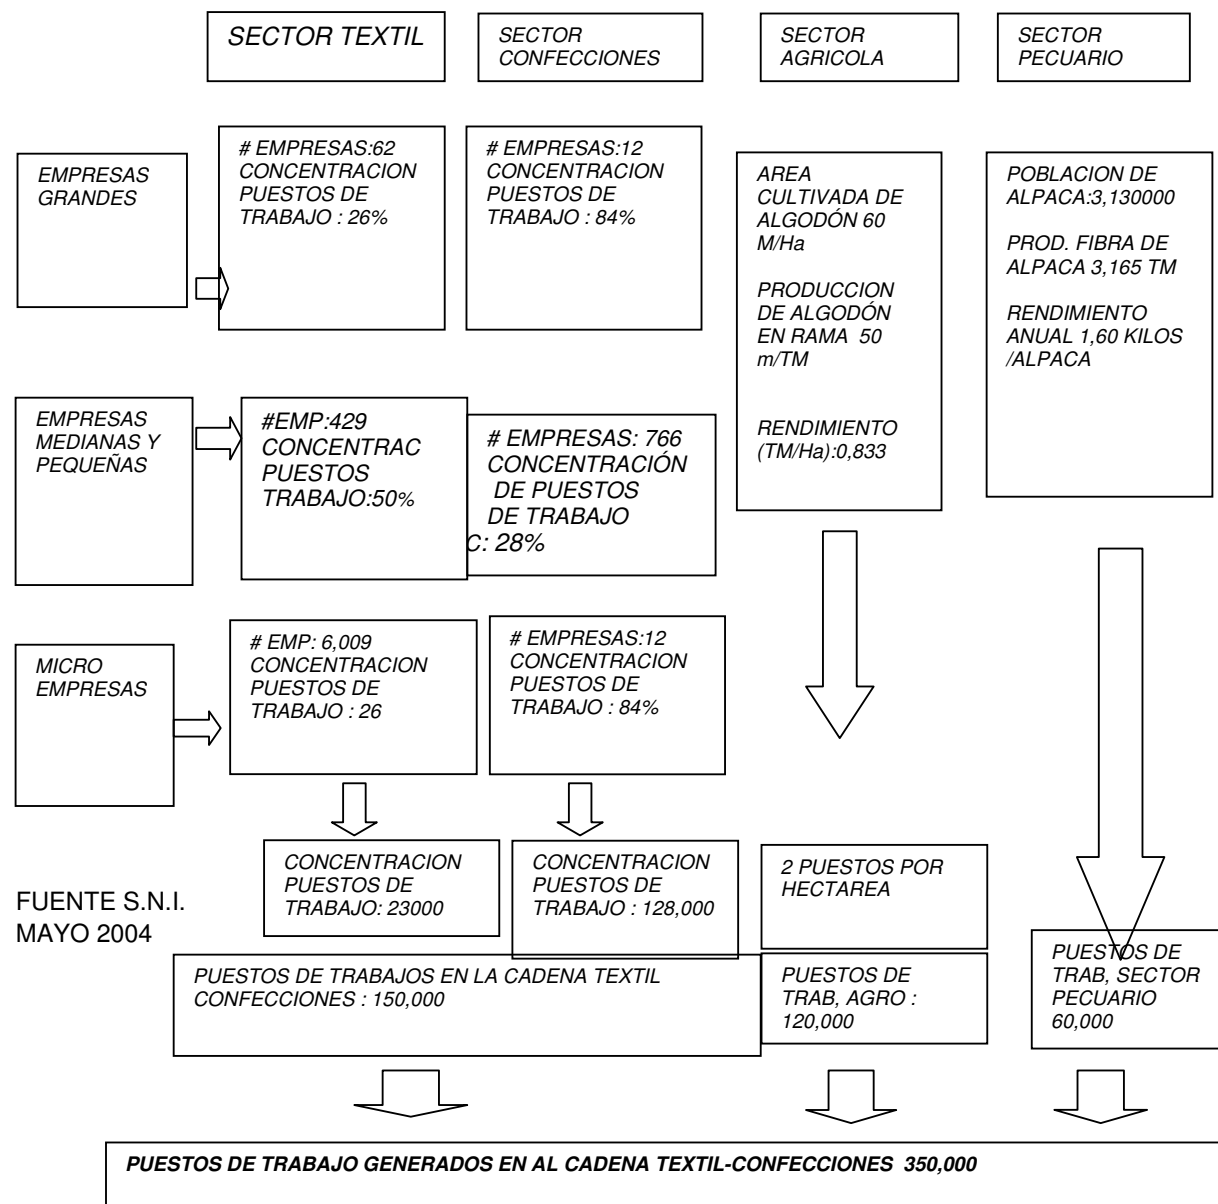 SECTOR TEXTIL
SECTOR
CONFECCIONES
SECTOR
AGRICOLA
SECTOR
PECUARIO
EMPRESAS
GRANDES
# EMPRESAS:62
CONCENTRACION
PUESTOS DE
TRABAJO : 26%
# EMPRESAS:12
CONCENTRACION
PUESTOS DE
TRABAJO : 84%
AREA
CULTIVADA DE
ALGODÓN 60
M/Ha
PRODUCCION
DE ALGODÓN
EN RAMA 50
m/TM
RENDIMIENTO
(TM/Ha):0,833
POBLACION DE
ALPACA:3,130000
PROD. FIBRA DE
ALPACA 3,165 TM
RENDIMIENTO
ANUAL 1,60 KILOS
/ALPACA
EMPRESAS
MEDIANAS Y
PEQUEÑAS
#EMP:429
CONCENTRAC
PUESTOS
TRABAJO:50%
# EMPRESAS: 766
CONCENTRACIÓN
DE PUESTOS
DE TRABAJO
C: 28%
MICRO
EMPRESAS
# EMP: 6,009
CONCENTRACION
PUESTOS DE
TRABAJO : 26
# EMPRESAS:12
CONCENTRACION
PUESTOS DE
TRABAJO : 84%
CONCENTRACION
PUESTOS DE
TRABAJO: 23000
CONCENTRACION
PUESTOS DE
TRABAJO : 128,000
2 PUESTOS POR
HECTAREA
FUENTE S.N.I.
MAYO 2004
PUESTOS DE TRABAJOS EN LA CADENA TEXTIL
CONFECCIONES : 150,000
PUESTOS DE
TRAB, AGRO :
120,000
PUESTOS DE
TRAB, SECTOR
PECUARIO
60,000
PUESTOS DE TRABAJO GENERADOS EN AL CADENA TEXTIL-CONFECCIONES 350,000